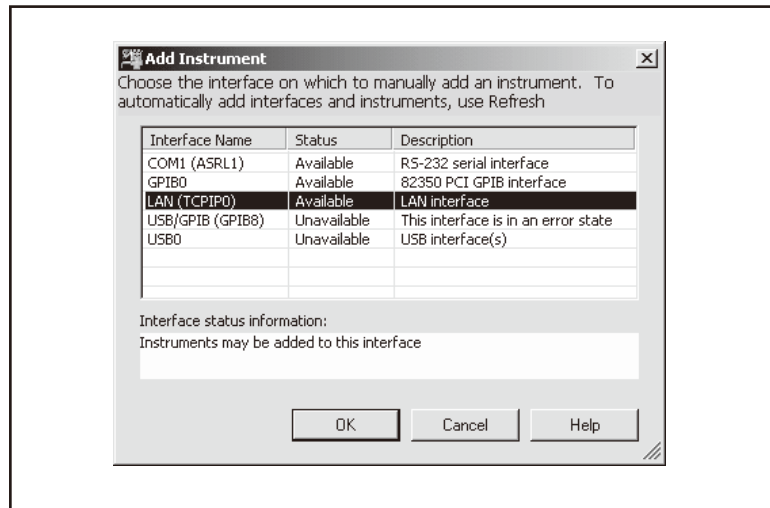 Add Instrument
Choose the interface on which to manually add an instrument. To
automatically add interfaces and instruments, use Refresh
Interface Name Status Description
COM1 (ASRL1) Available RS-232 serial interface
GPIB0 Available 82350 PCI GPIB interface
LAN (TCPIP0) Available LAN interface
USB/GPIB (GPIB8) Unavailable This interface is in an error state
USB0 Unavailable USB interface(s)
Interface status information:
Instruments may be added to this interface
OK Cancel Help